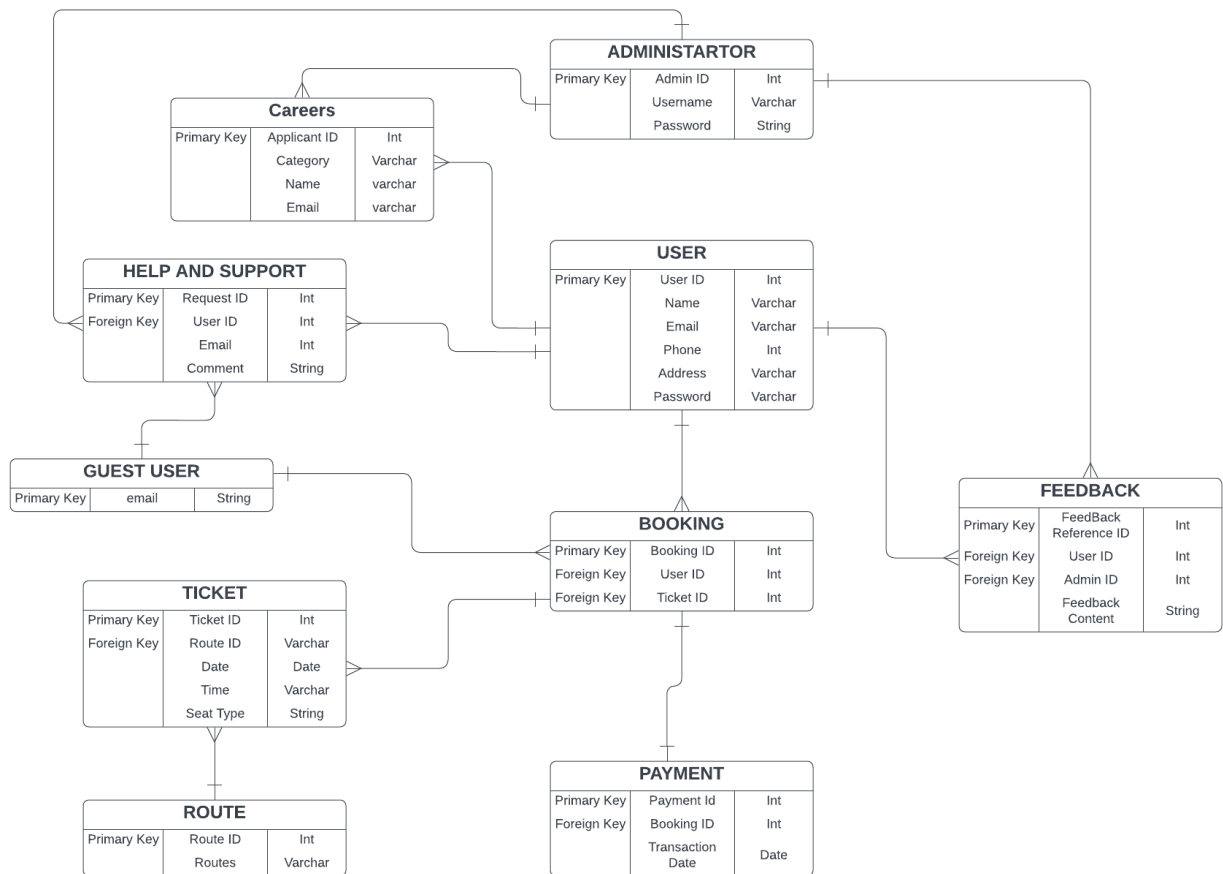 ADMINISTARTOR
Primary Key Admin ID Int
Username Varchar
Password String
Careers
Primary Key Applicant ID Int
Category Varchar
Name varchar
Email varchar
USER
Primary Key User ID Int
Name Varchar
Email Varchar
Phone Int
Address Varchar
Password Varchar
HELP AND SUPPORT
Primary Key Request ID Int
Foreign Key User ID Int
Email Int
Comment String
GUEST USER
Primary Key email String
FEEDBACK
Primary Key FeedBack
Reference ID Int
Foreign Key User ID Int
Foreign Key Admin ID Int
Feedback
Content String
BOOKING
Primary Key Booking ID Int
Foreign Key User ID Int
Foreign Key Ticket ID Int
TICKET
Primary Key Ticket ID Int
Foreign Key Route ID Varchar
Date Date
Time Varchar
Seat Type String
PAYMENT
Primary Key Payment Id Int
Foreign Key Booking ID Int
Transaction
Date Date
ROUTE
Primary Key Route ID Int
Routes Varchar